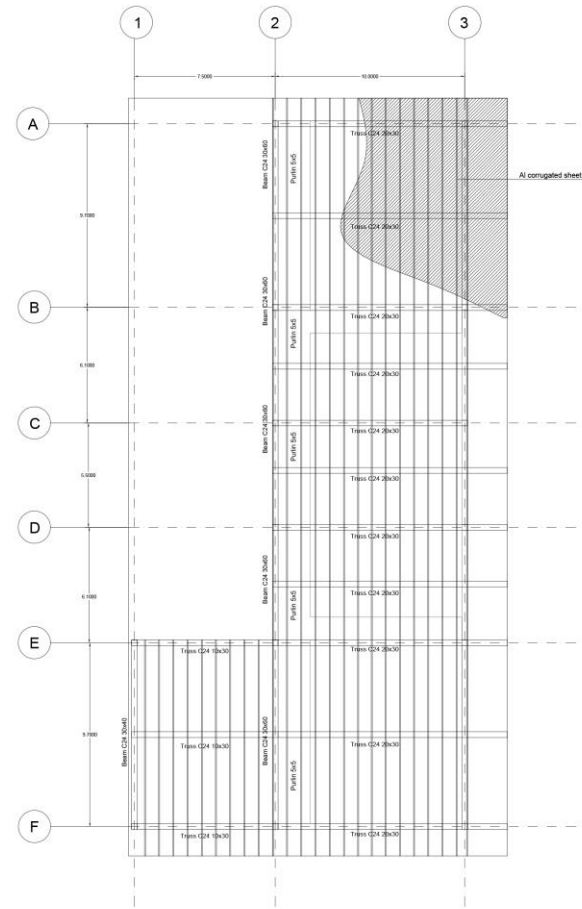 1
2
3
7.5000
10.0000
A
Truss C24 20x30
Beam C24 30x60
Purlin 5x5
Al corrugated sheet
9.7000
Truss C24 20x30
Beam C24 30x60
B
Truss C24 20x30
Purlin 5x5
6.1000
Truss C24 20x30
C
Truss C24 20x30
Beam C24 30x60
Purlin 5x5
5.5000
Truss C24 20x30
D
Truss C24 20x30
Beam C24 30x60
6.1000
Truss C24 20x30
Purlin 5x5
E
Truss C24 10x30
Truss C24 20x30
9.7000
Beam C24 30x40
Truss C24 10x30
Beam C24 30x60
Truss C24 20x30
Purlin 5x5
F
Truss C24 10x30
Truss C24 20x30